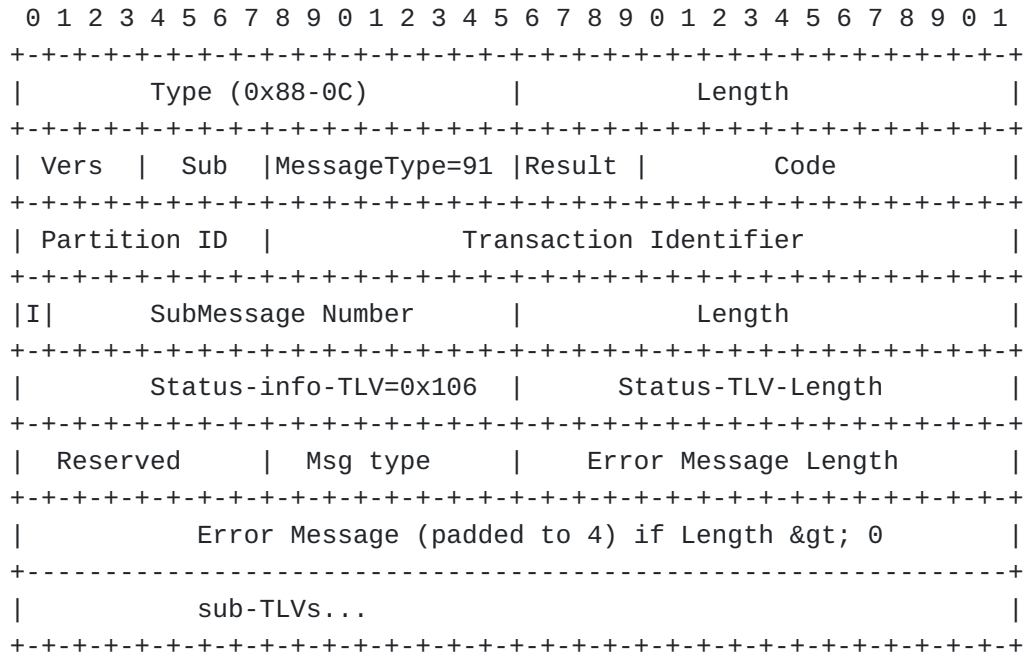 0 1 2 3 4 5 6 7 8 9 0 1 2 3 4 5 6 7 8 9 0 1 2 3 4 5 6 7 8 9 0 1
+-+-+-+-+-+-+-+-+-+-+-+-+-+-+-+-+-+-+-+-+-+-+-+-+-+-+-+-+-+-+-+-+
|        Type (0x88-0C)         |           Length              |
+-+-+-+-+-+-+-+-+-+-+-+-+-+-+-+-+-+-+-+-+-+-+-+-+-+-+-+-+-+-+-+-+
| Vers  |  Sub  |MessageType=91 |Result |        Code           |
+-+-+-+-+-+-+-+-+-+-+-+-+-+-+-+-+-+-+-+-+-+-+-+-+-+-+-+-+-+-+-+-+
| Partition ID  |            Transaction Identifier             |
+-+-+-+-+-+-+-+-+-+-+-+-+-+-+-+-+-+-+-+-+-+-+-+-+-+-+-+-+-+-+-+-+
|I|      SubMessage Number      |           Length              |
+-+-+-+-+-+-+-+-+-+-+-+-+-+-+-+-+-+-+-+-+-+-+-+-+-+-+-+-+-+-+-+-+
|        Status-info-TLV=0x106  |      Status-TLV-Length        |
+-+-+-+-+-+-+-+-+-+-+-+-+-+-+-+-+-+-+-+-+-+-+-+-+-+-+-+-+-+-+-+-+
|  Reserved     |  Msg type     |    Error Message Length       |
+-+-+-+-+-+-+-+-+-+-+-+-+-+-+-+-+-+-+-+-+-+-+-+-+-+-+-+-+-+-+-+-+
|           Error Message (padded to 4) if Length &gt; 0        |
+---------------------------------------------------------------+
|           sub-TLVs...                                         |
+-+-+-+-+-+-+-+-+-+-+-+-+-+-+-+-+-+-+-+-+-+-+-+-+-+-+-+-+-+-+-+-+